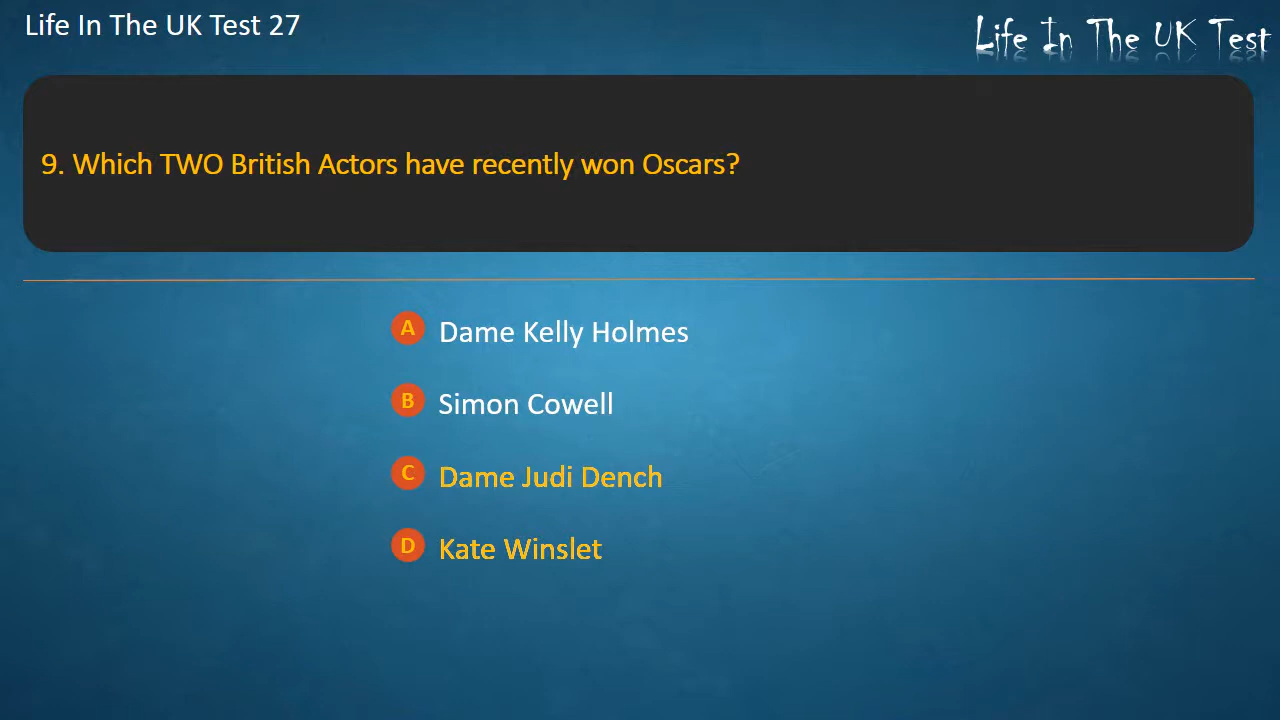 Life In The UK Test 27
Life In The UK Test
9. Which TWO British Actors have recently won Oscars?
A Dame Kelly Holmes
B Simon Cowell
C Dame Judi Dench
D Kate Winslet